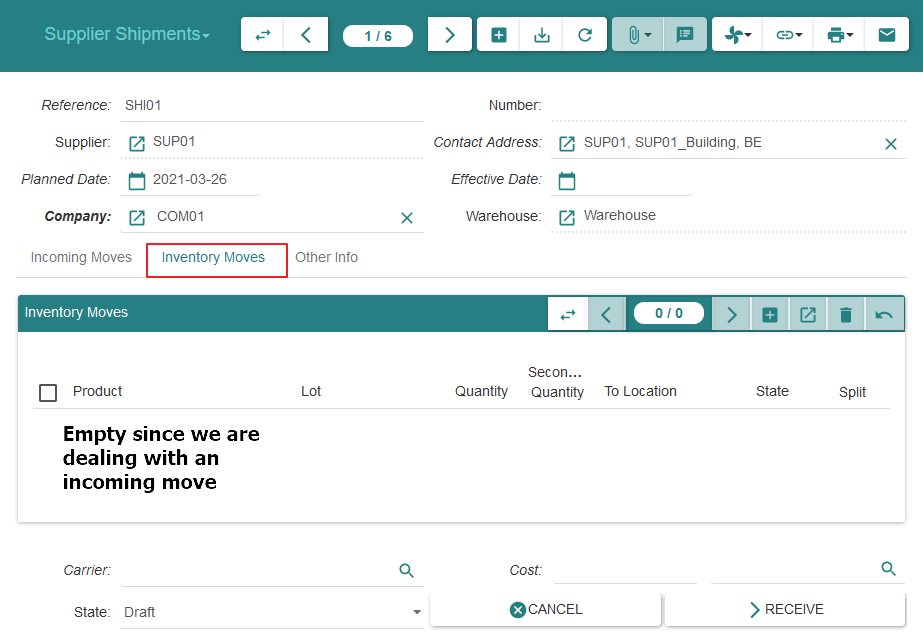 Supplier Shipments
1 / 6
Reference: SHI01 Number:
Supplier: SUP01 Contact Address: SUP01, SUP01_Building, BE
Planned Date: 2021-03-26 Effective Date:
Company: COM01 Warehouse: Warehouse
Incoming Moves Inventory Moves Other Info
Inventory Moves 0 / 0
Product Lot Quantity Secon... Quantity To Location State Split
Empty since we are
dealing with an
incoming move
Carrier: Cost:
State: Draft CANCEL RECEIVE